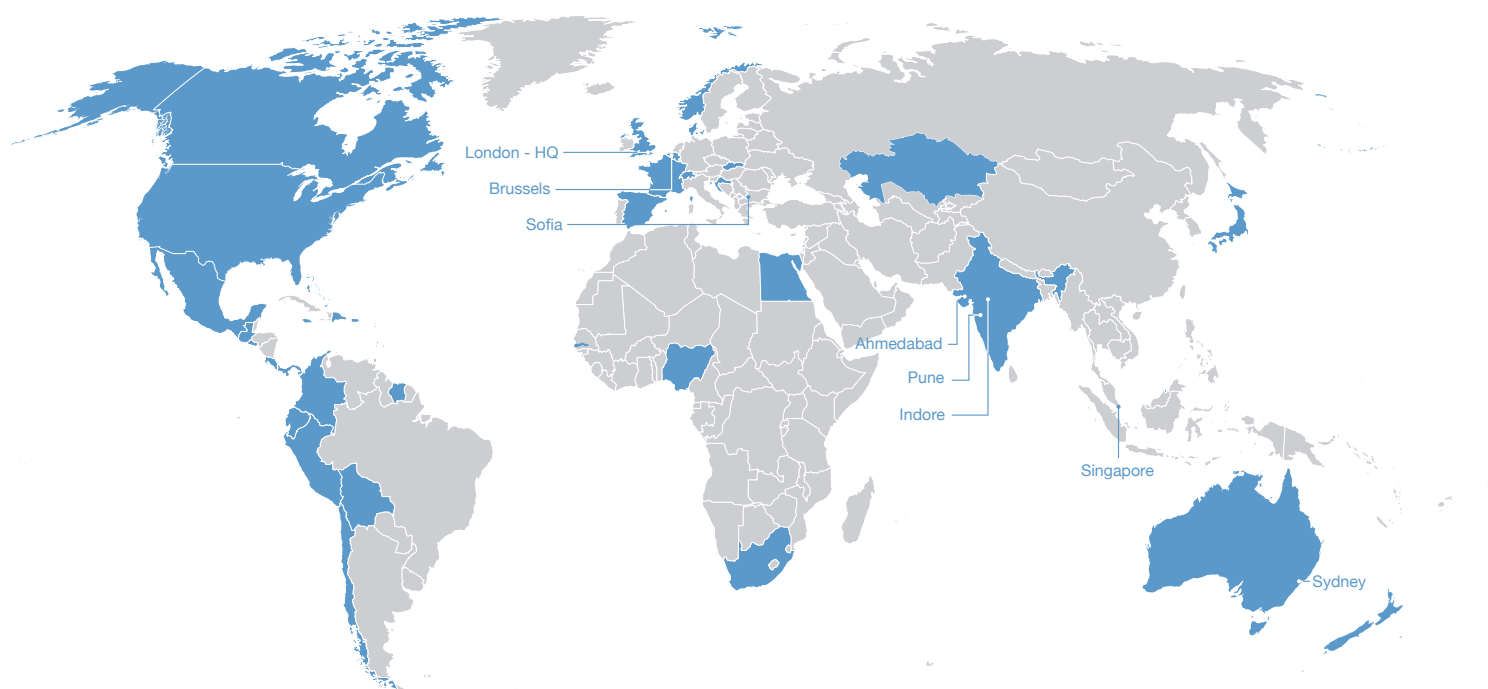 London - HQ
Brussels
Sofia
Ahmedabad
Pune
Indore
Singapore
Sydney